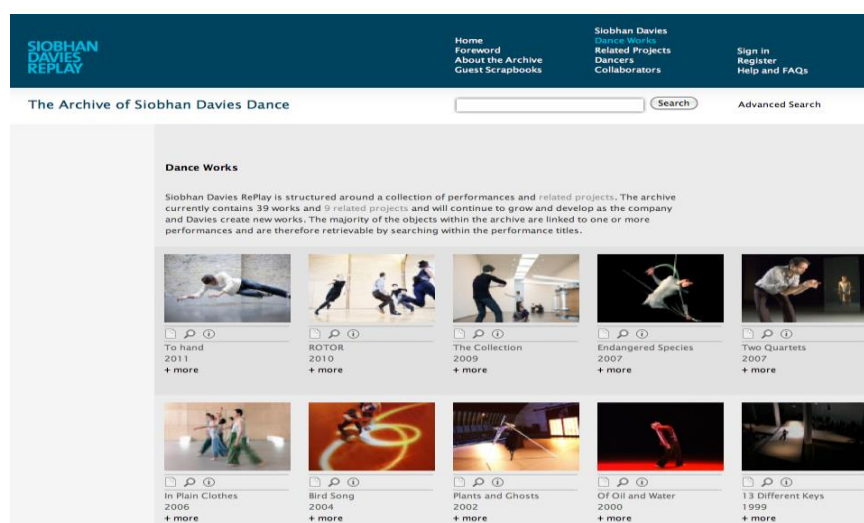 SIOBHAN
DAVIES
REPLAY
Home
Foreword
About the Archive
Guest Scrapbooks
Siobhan Davies
Dance Works
Related Projects
Dancers
Collaborators
Sign in
Register
Help and FAQs
The Archive of Siobhan Davies Dance
Search
Advanced Search
Dance Works
Siobhan Davies RePlay is structured around a collection of performances and related projects. The archive
currently contains 39 works and 9 related projects and will continue to grow and develop as the company
and Davies create new works. The majority of the objects within the archive are linked to one or more
performances and are therefore retrievable by searching within the performance titles.
To hand
2011
+ more
ROTOR
2010
+ more
The Collection
2009
+ more
Endangered Species
2007
+ more
Two Quartets
2007
+ more
In Plain Clothes
2006
+ more
Bird Song
2004
+ more
Plants and Ghosts
2002
+ more
Of Oil and Water
2000
+ more
13 Different Keys
1999
+ more